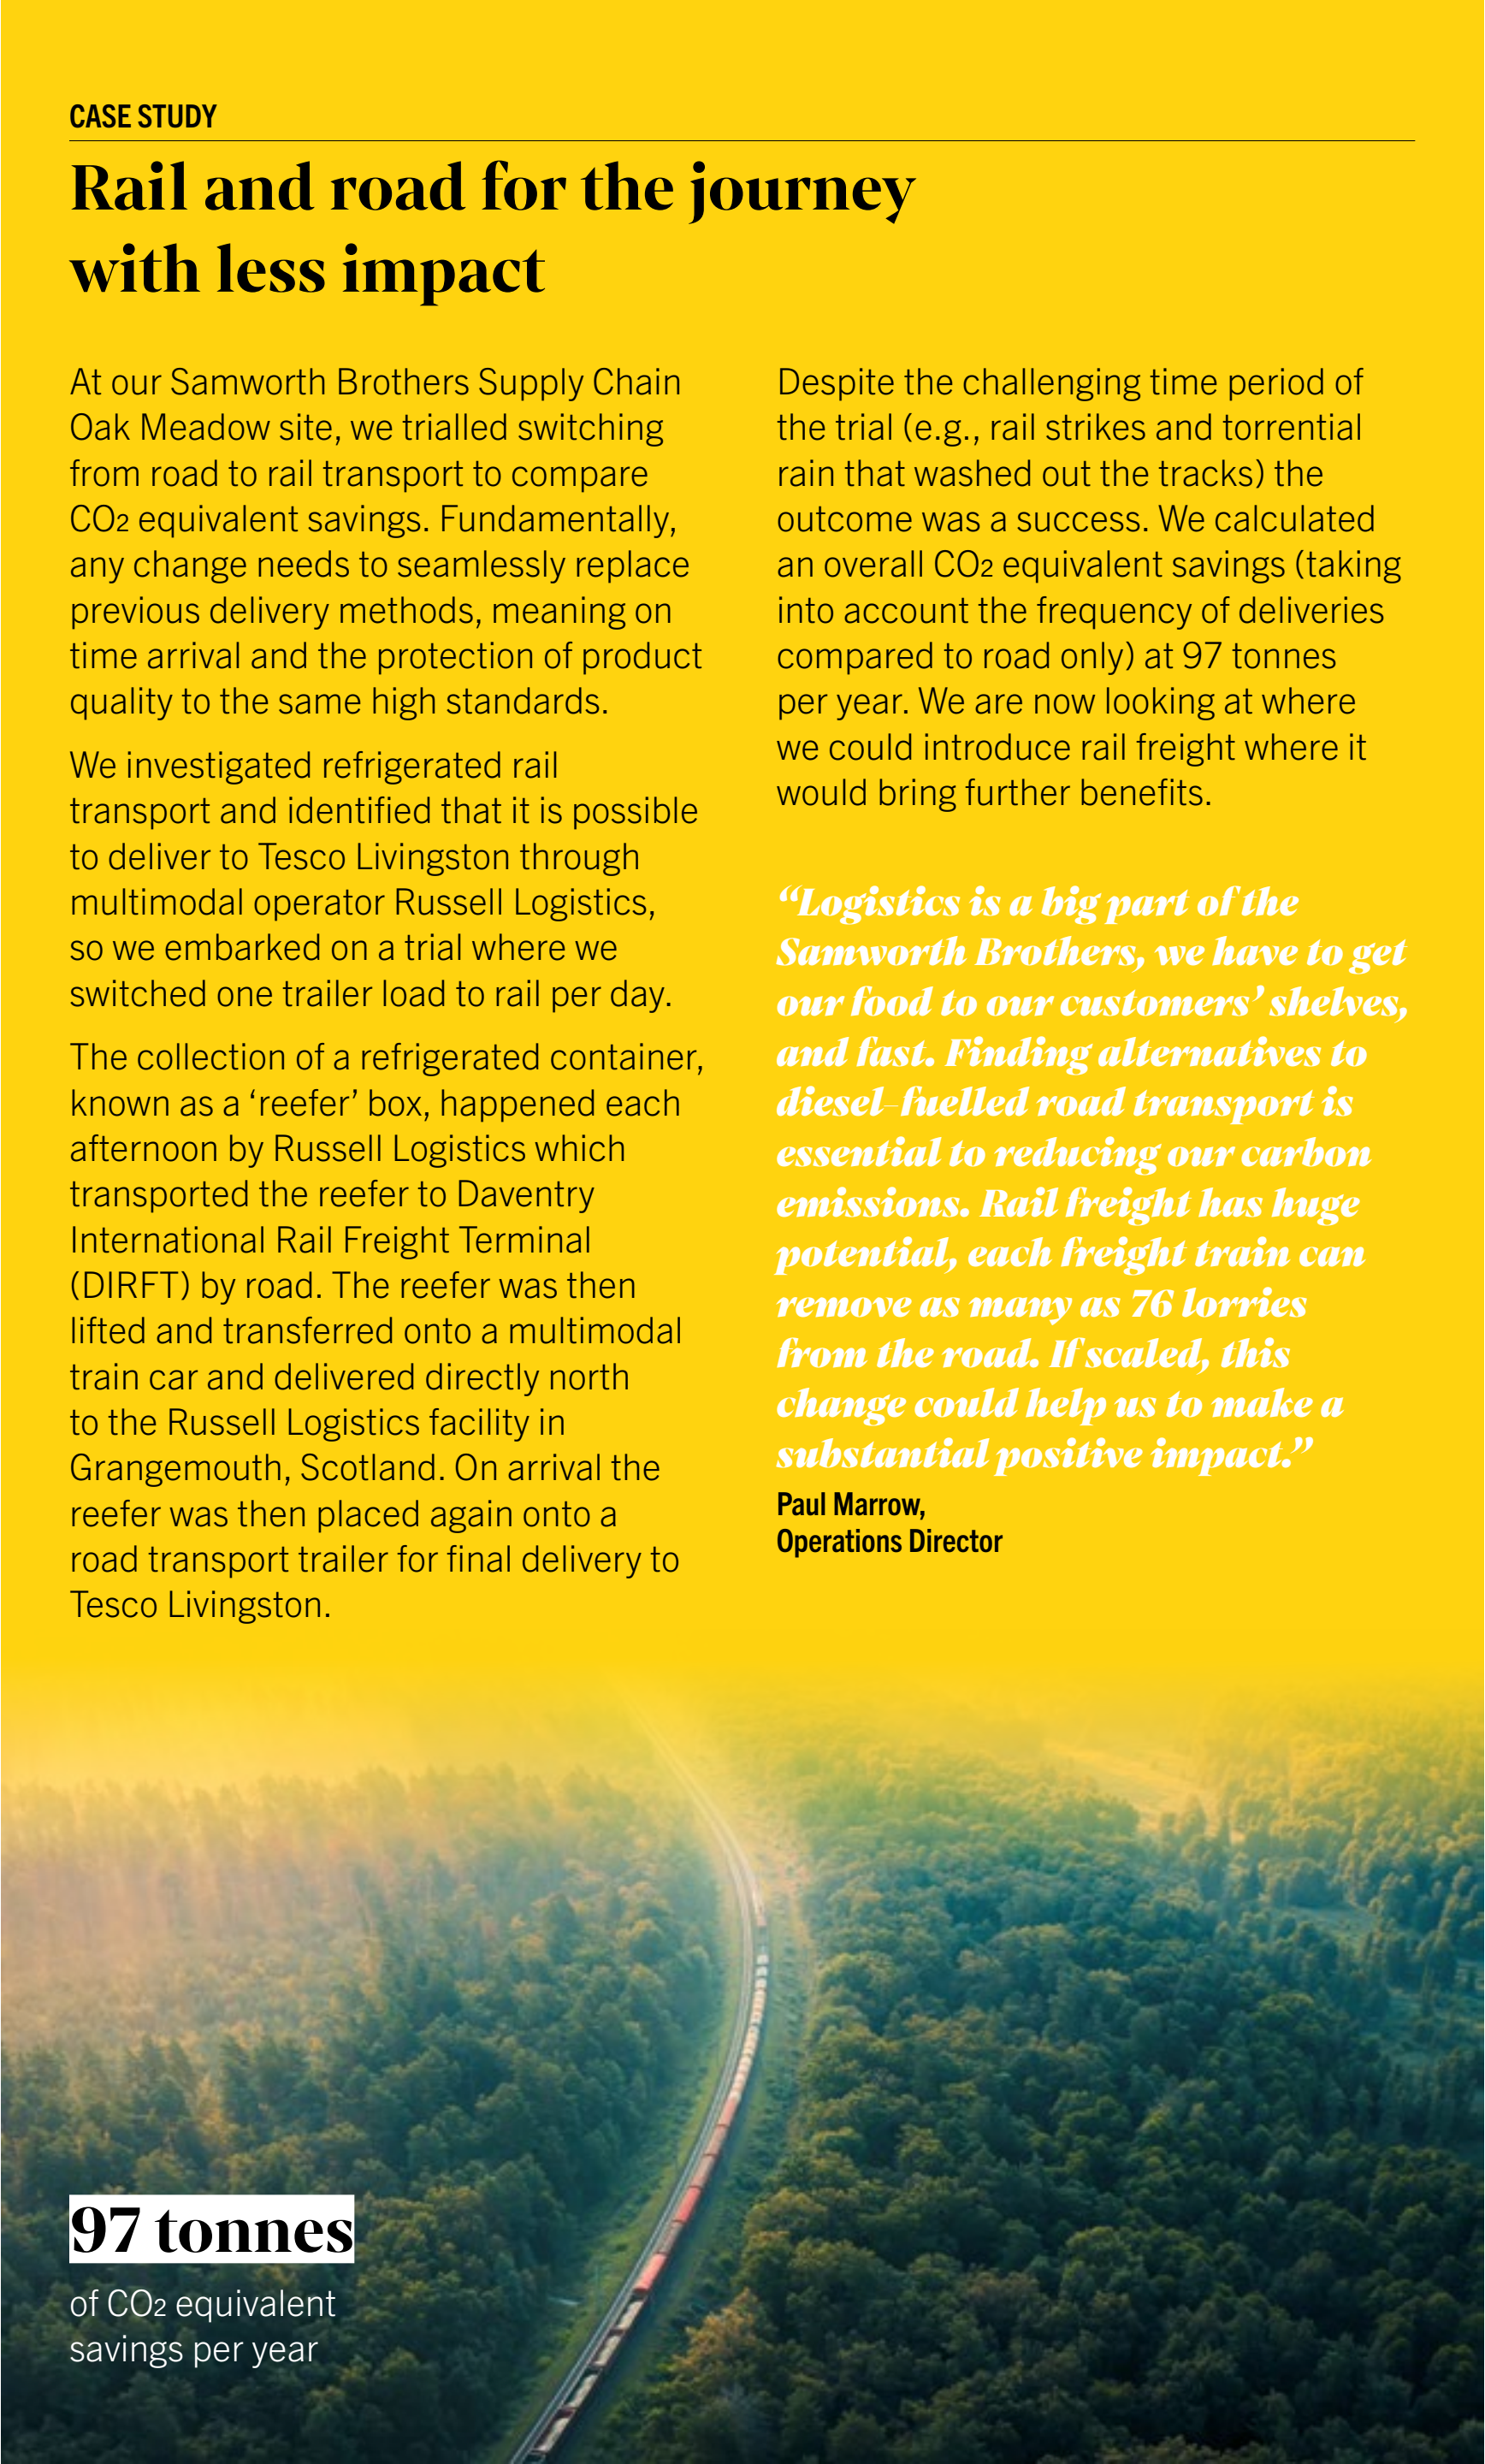 CASE STUDY
Rail and road for the journey
with less impact
At our Samworth Brothers Supply Chain
Oak Meadow site, we trialled switching
from road to rail transport to compare
CO2 equivalent savings. Fundamentally,
any change needs to seamlessly replace
previous delivery methods, meaning on
time arrival and the protection of product
quality to the same high standards.
We investigated refrigerated rail
transport and identified that it is possible
to deliver to Tesco Livingston through
multimodal operator Russell Logistics,
so we embarked on a trial where we
switched one trailer load to rail per day.
The collection of a refrigerated container,
known as a ‘reefer’ box, happened each
afternoon by Russell Logistics which
transported the reefer to Daventry
International Rail Freight Terminal
(DIRFT) by road. The reefer was then
lifted and transferred onto a multimodal
train car and delivered directly north
to the Russell Logistics facility in
Grangemouth, Scotland. On arrival the
reefer was then placed again onto a
road transport trailer for final delivery to
Tesco Livingston.
Despite the challenging time period of
the trial (e.g., rail strikes and torrential
rain that washed out the tracks) the
outcome was a success. We calculated
an overall CO2 equivalent savings (taking
into account the frequency of deliveries
compared to road only) at 97 tonnes
per year. We are now looking at where
we could introduce rail freight where it
would bring further benefits.
“Logistics is a big part of the
Samworth Brothers, we have to get
our food to our customers’ shelves,
and fast. Finding alternatives to
diesel-fuelled road transport is
essential to reducing our carbon
emissions. Rail freight has huge
potential, each freight train can
remove as many as 76 lorries
from the road. If scaled, this
change could help us to make a
substantial positive impact.”
Paul Marrow,
Operations Director
97 tonnes
of CO2 equivalent
savings per year